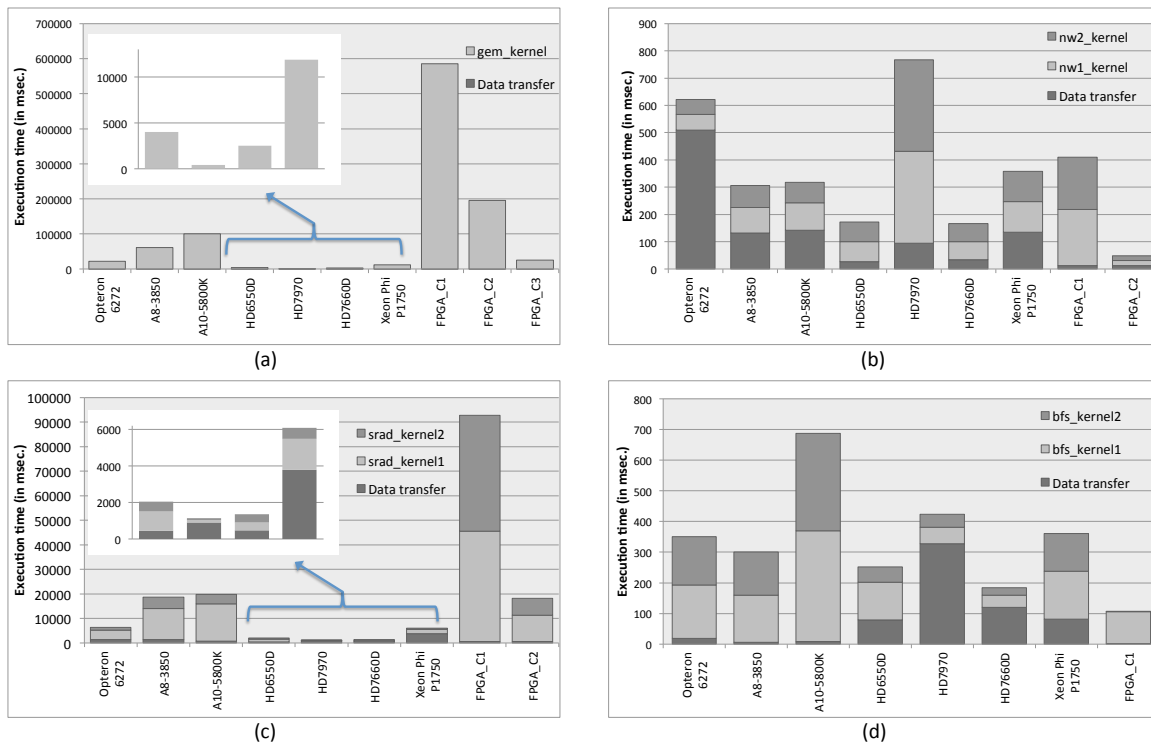 700000
600000
500000
400000
300000
200000
100000
0
Executinon time (in msec.)
10000
5000
0
gem_kernel
Data transfer
Opteron 6272
A8-3850
A10-5800K
HD6550D
HD7970
HD7660D
Xeon Phi P1750
FPGA_C1
FPGA_C2
FPGA_C3
(a)
900
800
700
600
500
400
300
200
100
0
Execution time (in msec.)
nw2_kernel
nw1_kernel
Data transfer
Opteron 6272
A8-3850
A10-5800K
HD6550D
HD7970
HD7660D
Xeon Phi P1750
FPGA_C1
FPGA_C2
(b)
100000
90000
80000
70000
60000
50000
40000
30000
20000
10000
0
Execution time (in msec.)
6000
4000
2000
0
srad_kernel2
srad_kernel1
Data transfer
Opteron 6272
A8-3850
A10-5800K
HD6550D
HD7970
HD7660D
Xeon Phi P1750
FPGA_C1
FPGA_C2
(c)
800
700
600
500
400
300
200
100
0
Execution time (in msec.)
bfs_kernel2
bfs_kernel1
Data transfer
Opteron 6272
A8-3850
A10-5800K
HD6550D
HD7970
HD7660D
Xeon Phi P1750
FPGA_C1
(d)